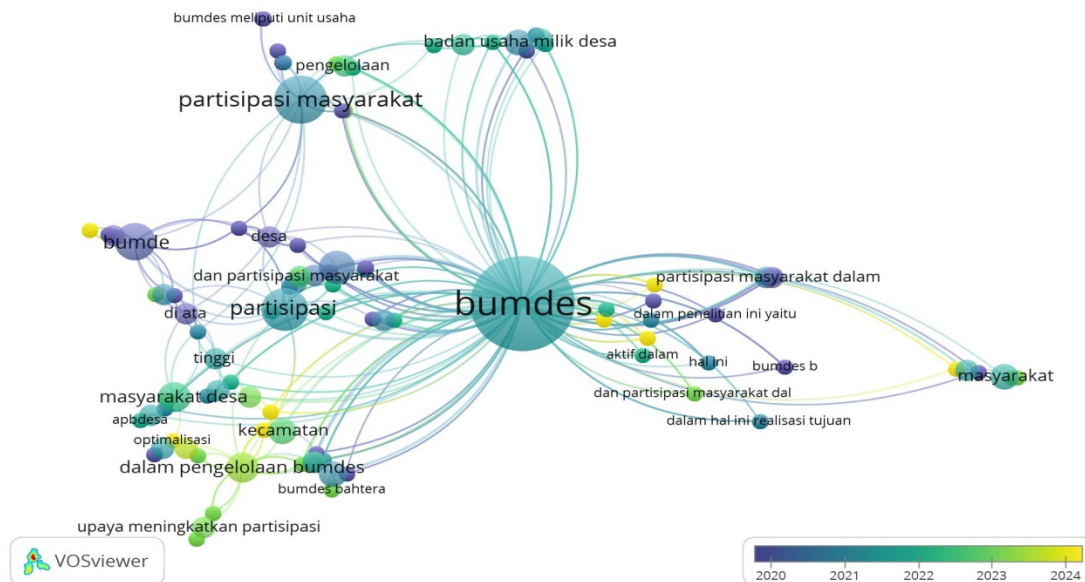 bumdes meliputi unit usaha
badan usaha milik desa
pengelolaan
partisipasi masyarakat
desa
bumde
dan partisipasi masyarakat
partisipasi masyarakat dalam
bumdes
partisipasi
di ata
dalam penelitian ini yaitu
tinggi
aktif dalam
hal ini
bumdes b
masyarakat
masyarakat desa
dan partisipasi masyarakat dal
apbdesa
dalam hal ini realisasi tujuan
kecamatan
optimalisasi
dalam pengelolaan bumdes
bumdes bahtera
upaya meningkatkan partisipasi
VOSviewer
2020 2021 2022 2023 2024